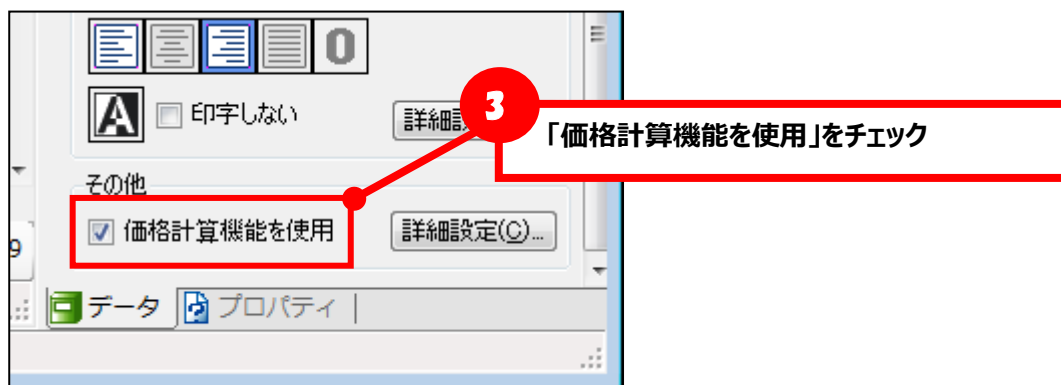 0
A 印字しない 詳細
3
「価格計算機能を使用」をチェック
その他
価格計算機能を使用 詳細設定(C)...
9
データ プロパティ